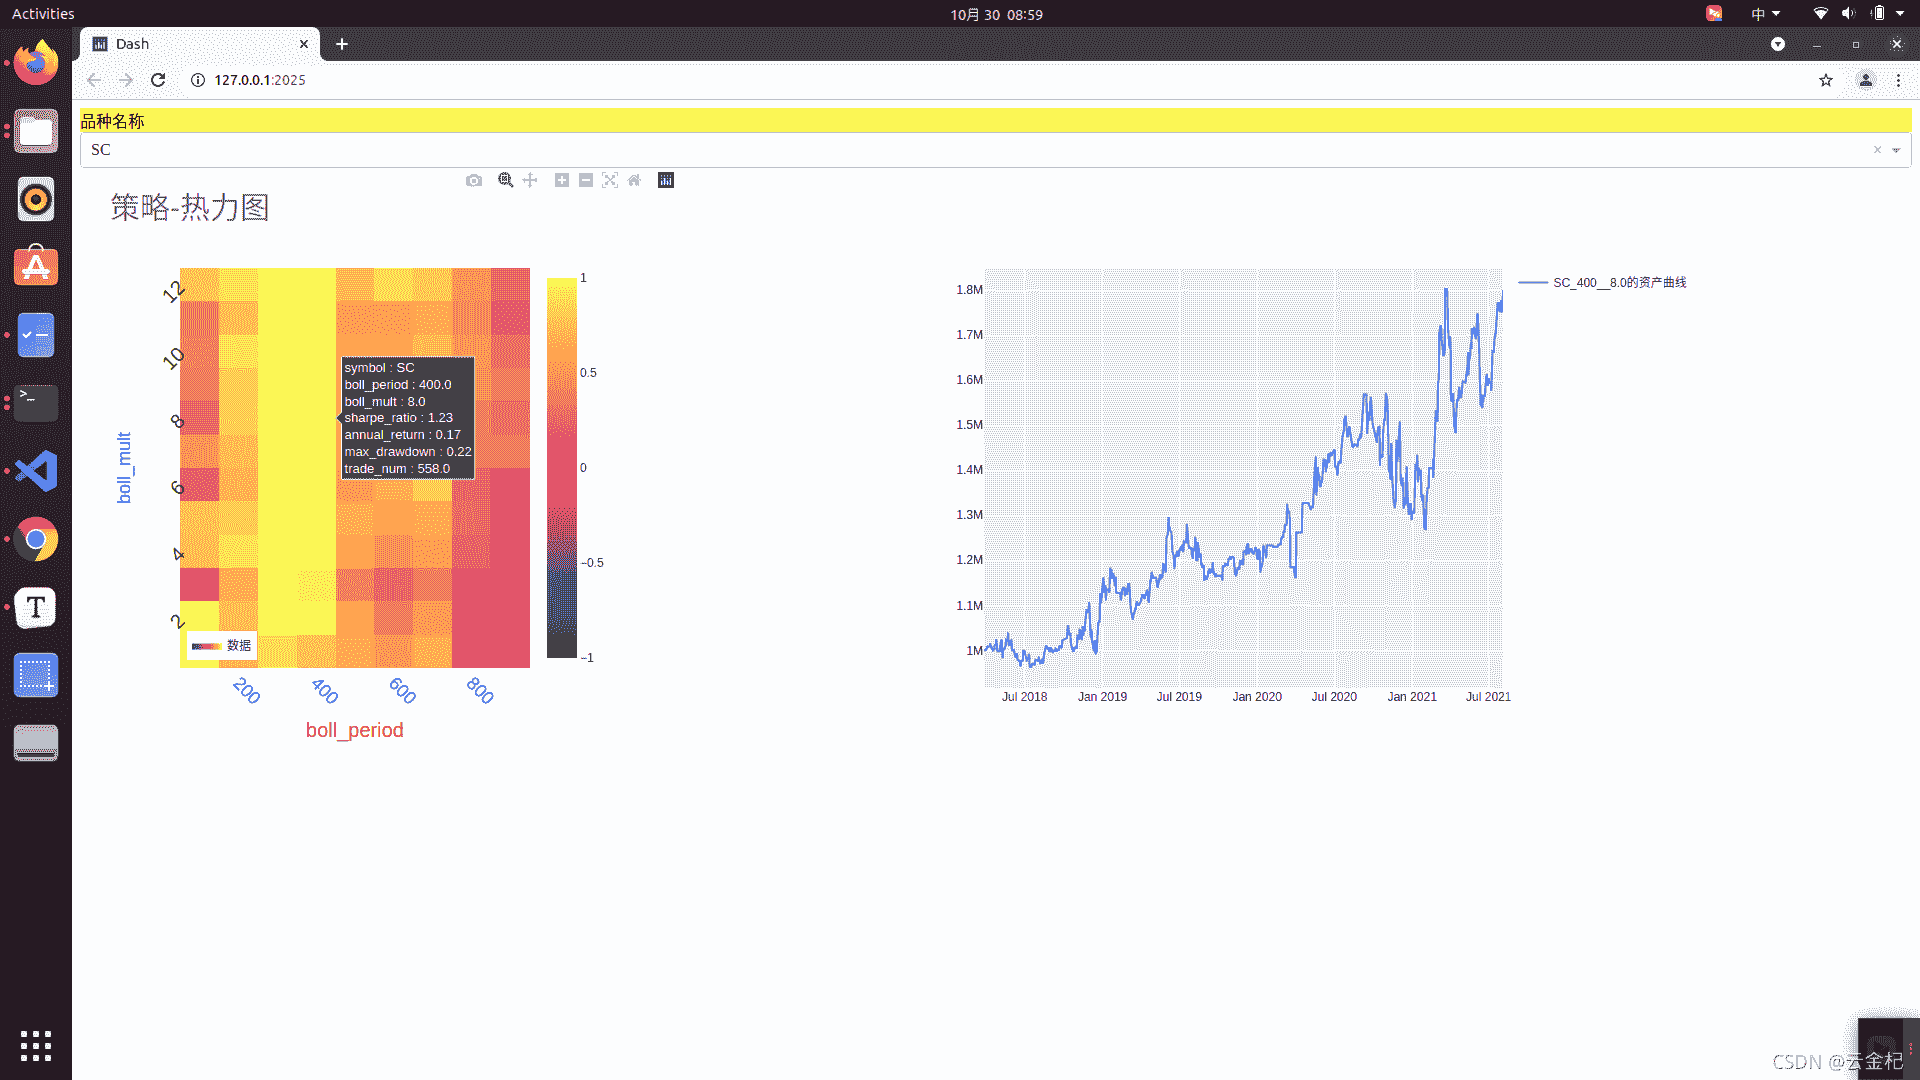 Activities
10月 30 08:59
中
Dash
127.0.0.1:2025
品种名称
SC
策略-热力图
12
10
8
6
4
2
boll_mult
200
400
600
800
boll_period
数据
symbol : SC
boll_period : 400.0
boll_mult : 8.0
sharpe_ratio : 1.23
annual_return : 0.17
max_drawdown : 0.22
trade_num : 558.0
1
0.5
0
−0.5
−1
1.8M
1.7M
1.6M
1.5M
1.4M
1.3M
1.2M
1.1M
1M
Jul 2018
Jan 2019
Jul 2019
Jan 2020
Jul 2020
Jan 2021
Jul 2021
SC_400__8.0的资产曲线
CSDN @云金杞